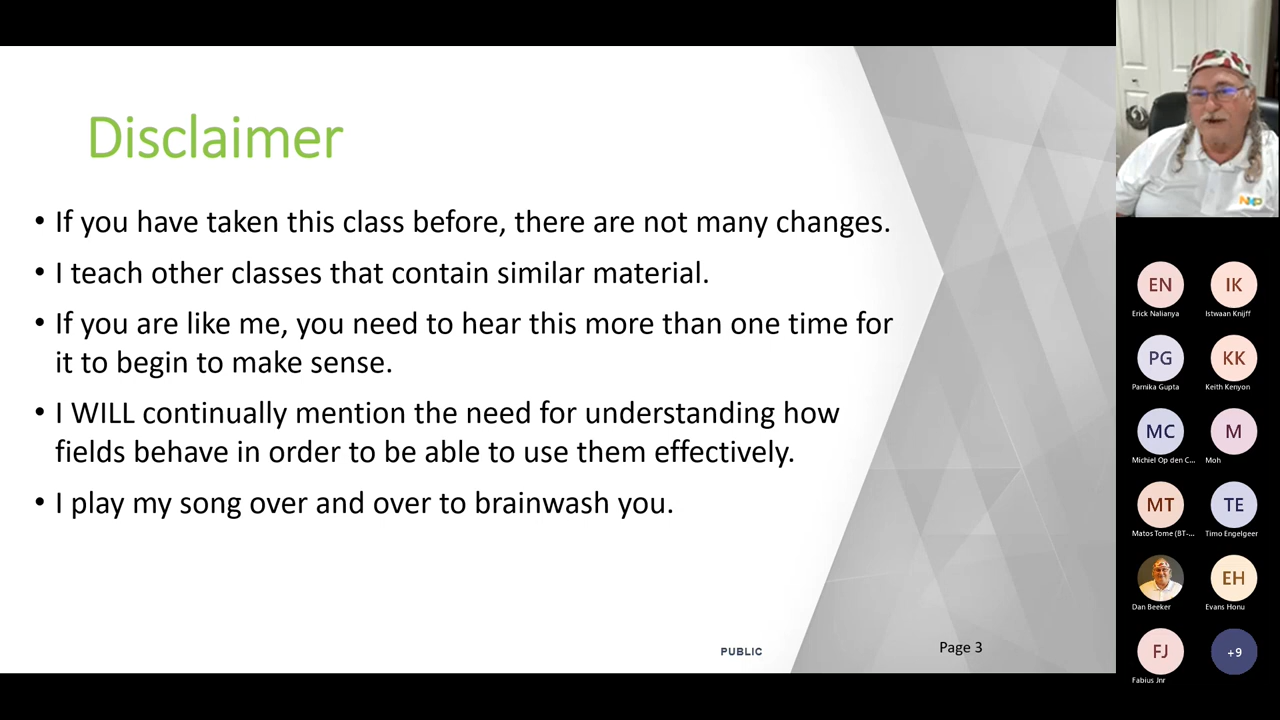 Disclaimer
• If you have taken this class before, there are not many changes.
• I teach other classes that contain similar material.
• If you are like me, you need to hear this more than one time for
it to begin to make sense.
• I WILL continually mention the need for understanding how
fields behave in order to be able to use them effectively.
• I play my song over and over to brainwash you.
PUBLIC
Page 3
NXP
EN
IK
Erick Nalianya
Istwaan Knijff
PG
KK
Parnika Gupta
Keith Kenyon
MC
M
Michiel Op den C...
Moh
MT
TE
Matos Tome (BT-...
Timo Engelgeer
EH
Dan Beeker
Evans Honu
FJ
+9
Fabius Jnr